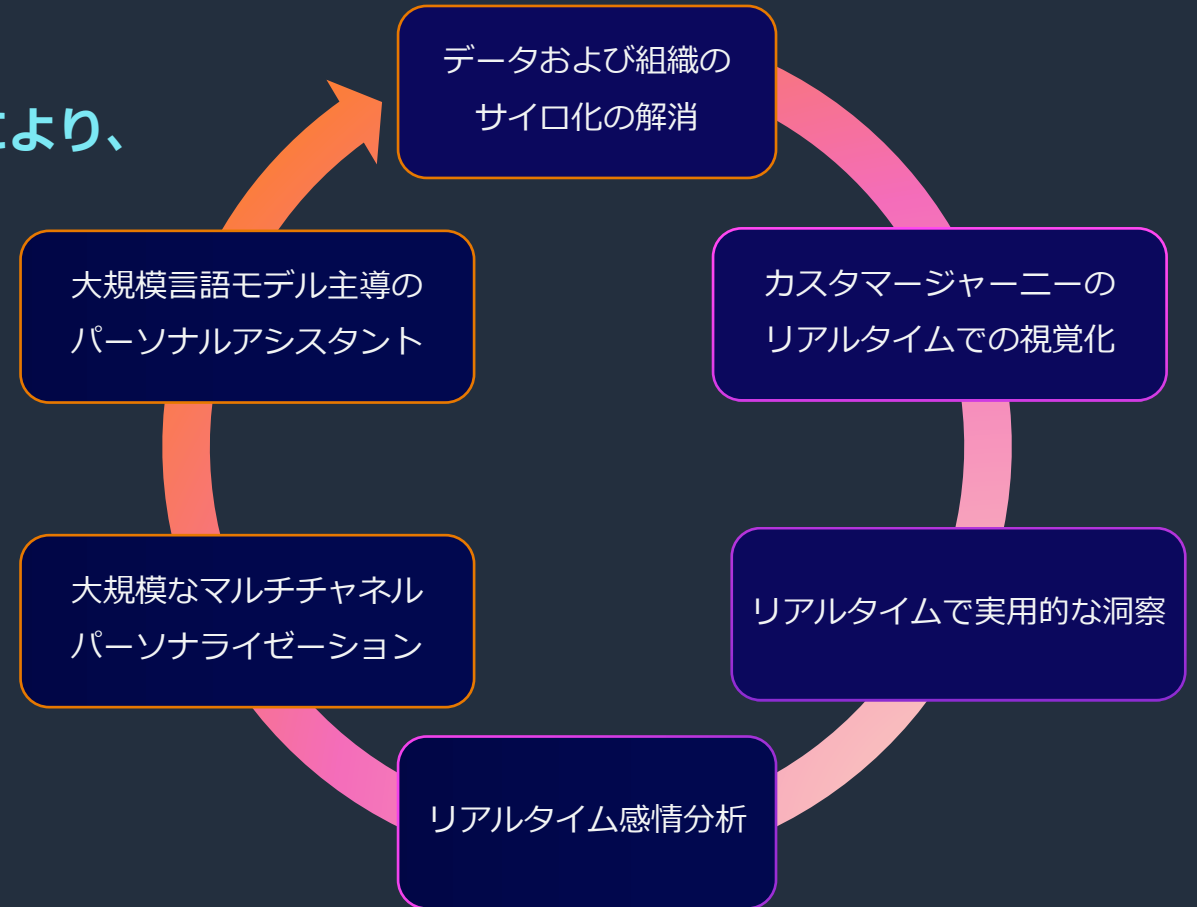 により、
データおよび組織の
サイロ化の解消
カスタマージャーニーの
リアルタイムでの視覚化
リアルタイムで実用的な洞察
リアルタイム感情分析
大規模なマルチチャネル
パーソナライゼーション
大規模言語モデル主導の
パーソナルアシスタント